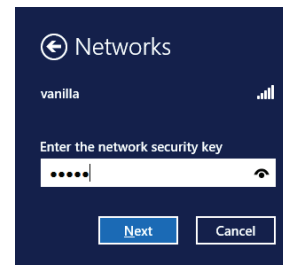 Networks
vanilla
Enter the network security key
•••••
Next
Cancel